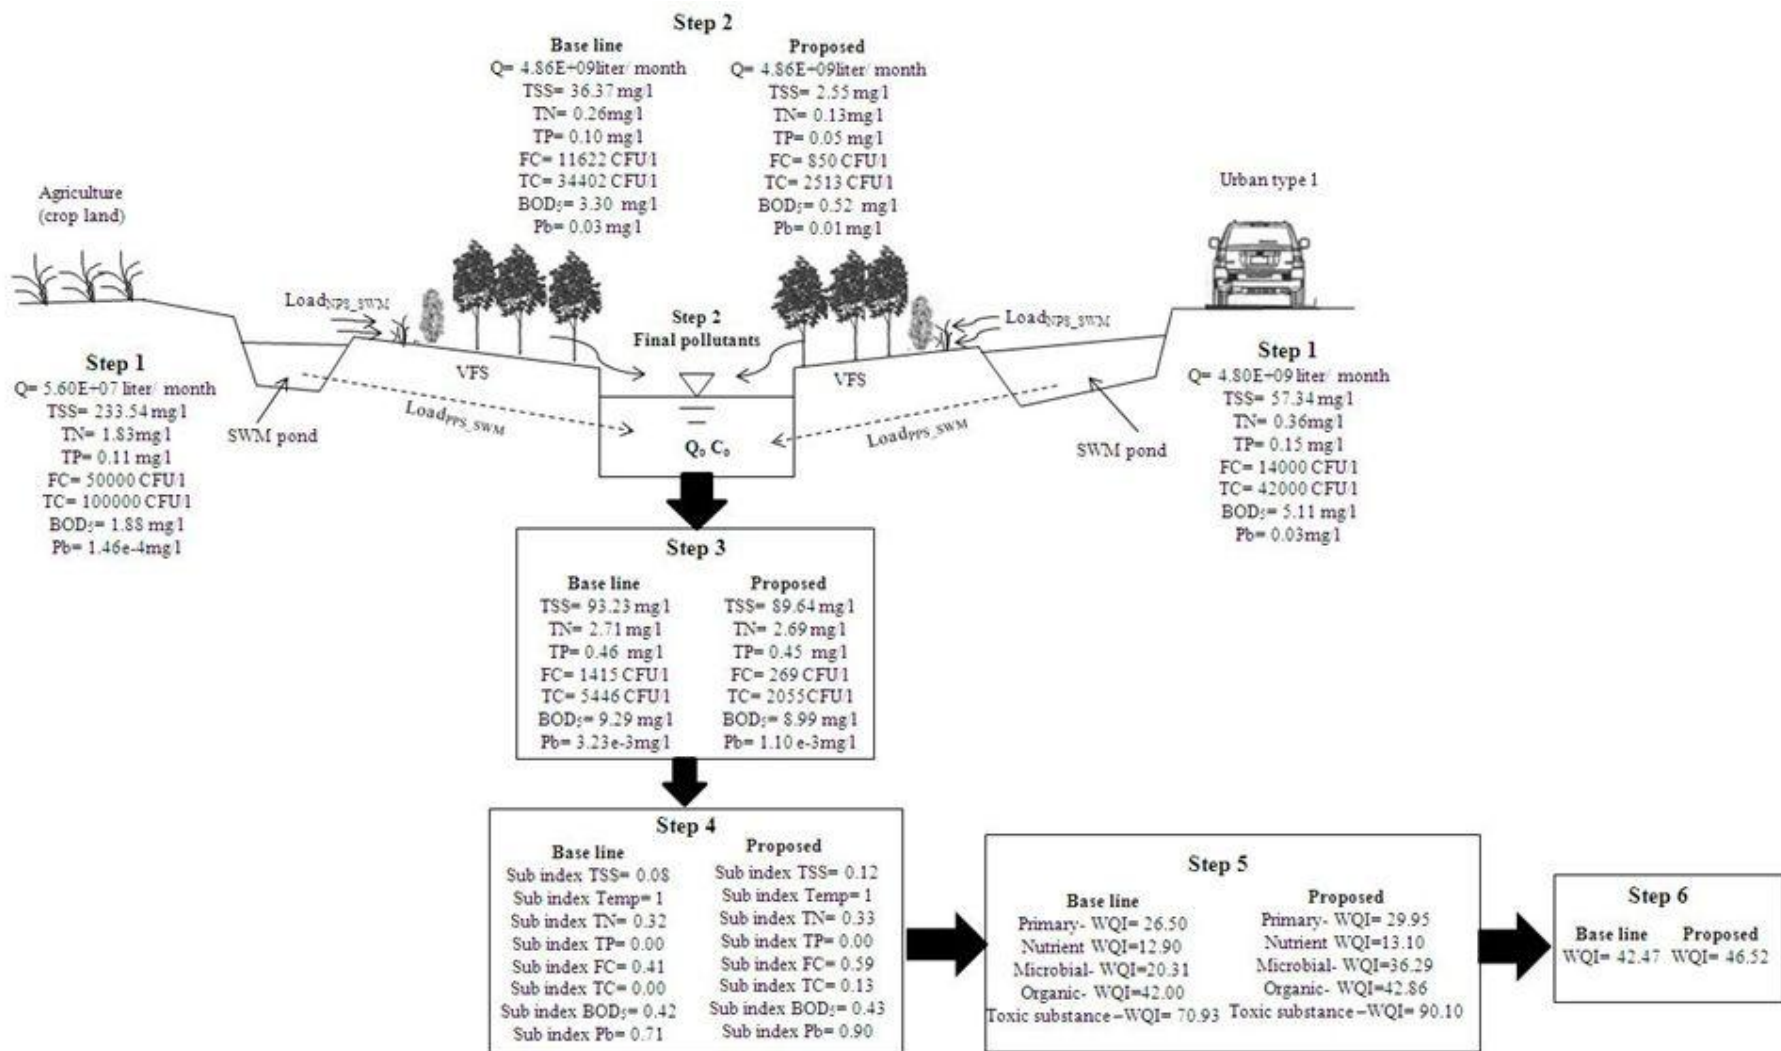 Step 2
Base line
Q= 4.86E+09liter/ month
TSS= 36.37 mg/l
TN= 0.26mg/l
TP= 0.10 mg/l
FC= 11622 CFU/l
TC= 34402 CFU/l
BOD₅= 3.30 mg/l
Pb= 0.03 mg/l
Proposed
Q= 4.86E+09liter/ month
TSS= 2.55 mg/l
TN= 0.13mg/l
TP= 0.05 mg/l
FC= 850 CFU/l
TC= 2513 CFU/l
BOD₅= 0.52 mg/l
Pb= 0.01 mg/l
Agriculture
(crop land)
Urban type 1
Load_NPS_SWM
Step 2
Final pollutants
Load_NPS_SWM
VFS
VFS
Load_PPS_SWM
Load_PPS_SWM
SWM pond
SWM pond
Q₀ C₀
Step 1
Q= 5.60E+07 liter/ month
TSS= 233.54 mg/l
TN= 1.83mg/l
TP= 0.11 mg/l
FC= 50000 CFU/l
TC= 100000 CFU/l
BOD₅= 1.88 mg/l
Pb= 1.46e-4mg/l
Step 1
Q= 4.80E+09 liter/ month
TSS= 57.34 mg/l
TN= 0.36mg/l
TP= 0.15 mg/l
FC= 14000 CFU/l
TC= 42000 CFU/l
BOD₅= 5.11 mg/l
Pb= 0.03mg/l
Step 3
Base line
TSS= 93.23 mg/l
TN= 2.71 mg/l
TP= 0.46 mg/l
FC= 1415 CFU/l
TC= 5446 CFU/l
BOD₅= 9.29 mg/l
Pb= 3.23e-3mg/l
Proposed
TSS= 89.64 mg/l
TN= 2.69 mg/l
TP= 0.45 mg/l
FC= 269 CFU/l
TC= 2055CFU/l
BOD₅= 8.99 mg/l
Pb= 1.10 e-3mg/l
Step 4
Base line
Sub index TSS= 0.08
Sub index Temp= 1
Sub index TN= 0.32
Sub index TP= 0.00
Sub index FC= 0.41
Sub index TC= 0.00
Sub index BOD₅= 0.42
Sub index Pb= 0.71
Proposed
Sub index TSS= 0.12
Sub index Temp= 1
Sub index TN= 0.33
Sub index TP= 0.00
Sub index FC= 0.59
Sub index TC= 0.13
Sub index BOD₅= 0.43
Sub index Pb= 0.90
Step 5
Base line
Primary- WQI= 26.50
Nutrient WQI=12.90
Microbial- WQI=20.31
Organic- WQI=42.00
Toxic substance –WQI= 70.93
Proposed
Primary- WQI= 29.95
Nutrient WQI=13.10
Microbial- WQI=36.29
Organic- WQI=42.86
Toxic substance –WQI= 90.10
Step 6
Base line
WQI= 42.47
Proposed
WQI= 46.52